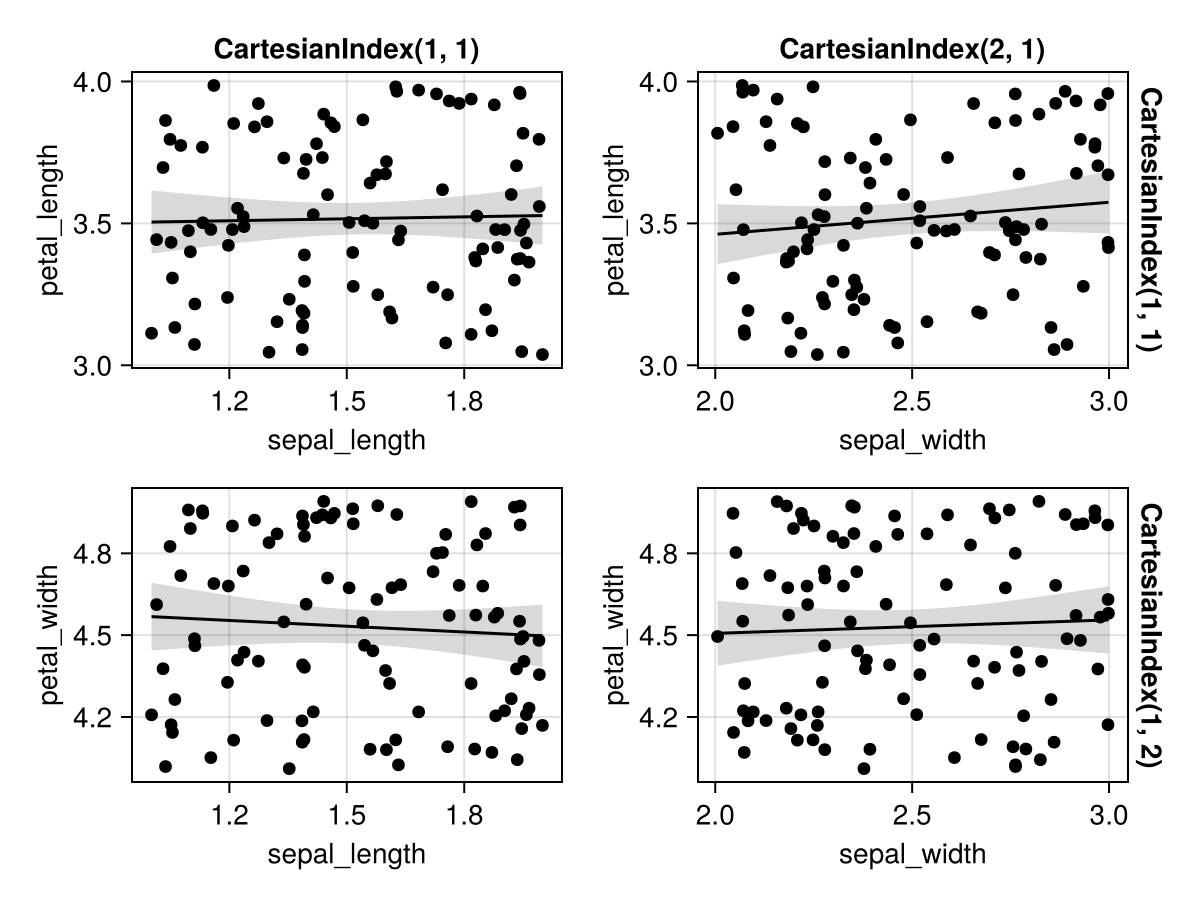 CartesianIndex(1, 1)
CartesianIndex(2, 1)
petal_length
4.0
3.5
3.0
1.2
1.5
1.8
sepal_length
petal_length
4.0
3.5
3.0
2.0
2.5
3.0
sepal_width
CartesianIndex(1, 1)
petal_width
4.8
4.5
4.2
1.2
1.5
1.8
sepal_length
petal_width
4.8
4.5
4.2
2.0
2.5
3.0
sepal_width
CartesianIndex(1, 2)